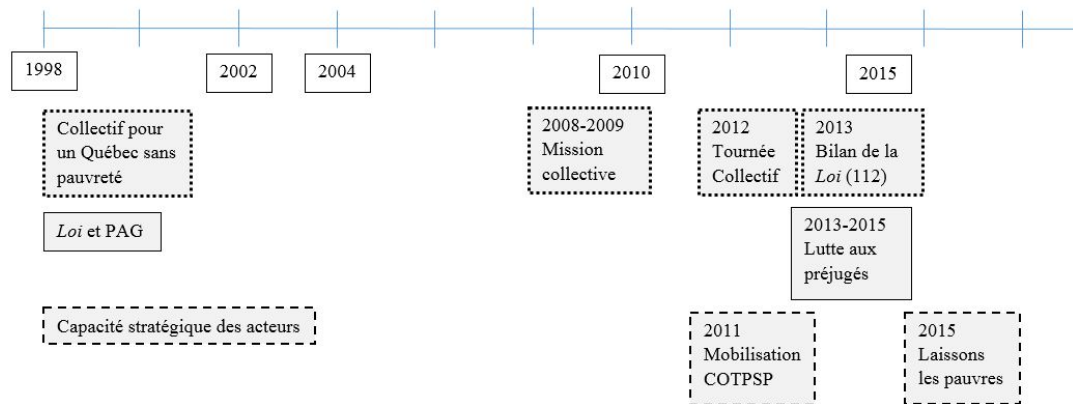 1998
2002
2004
2010
2015
Collectif pour
un Québec sans
pauvreté
2008-2009
Mission
collective
2012
Tournée
Collectif
2013
Bilan de la
Loi (112)
Loi et PAG
2013-2015
Lutte aux
préjugés
Capacité stratégique des acteurs
2011
Mobilisation
COTPSP
2015
Laissons
les pauvres